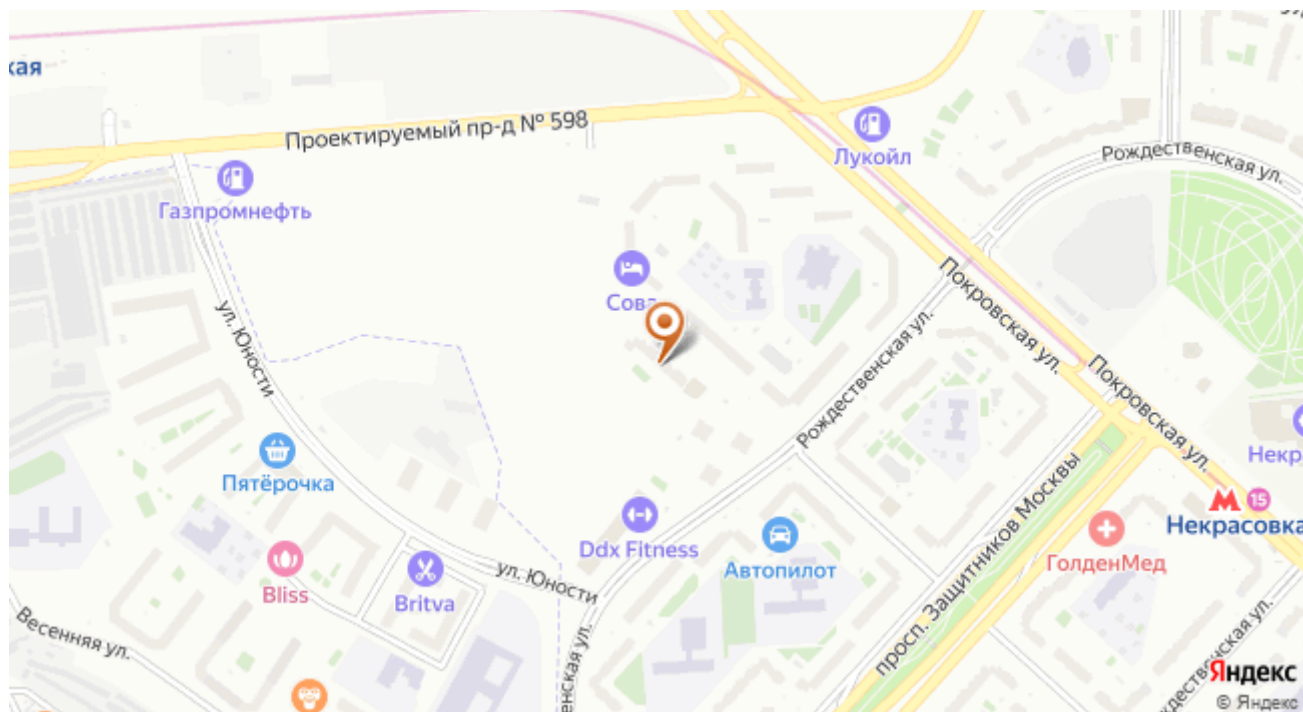 ская
Проектируемый пр-д № 598
Лукойл
Рождественская ул.
Газпромнефть
Сова
Покровская ул.
ул. Юности
Рождественская ул.
Покровская ул.
Некр
Пятёрочка
просп. Защитников Москвы
15
Некрасовка
Ddx Fitness
Автопилот
ГолденМед
Bliss
Britva
ул. Юности
Весенняя ул.
енская ул.
ждественская ул.
Яндекс
© Яндекс